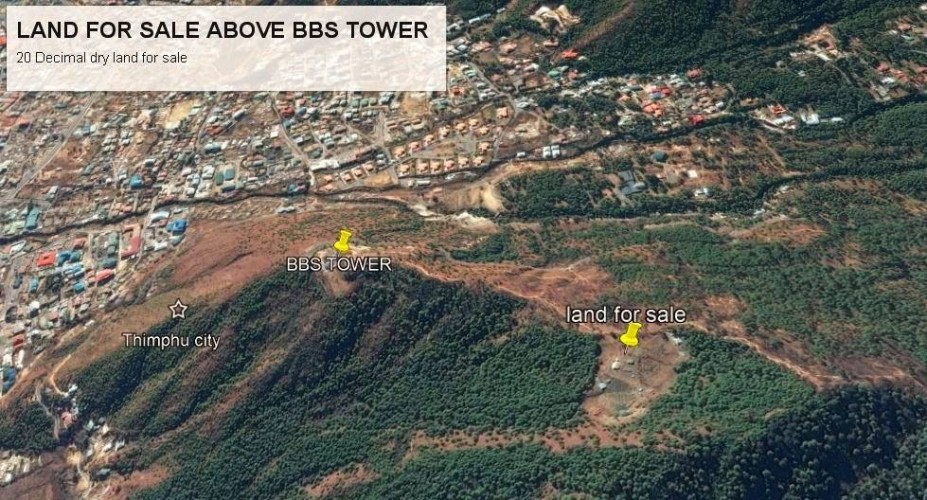 LAND FOR SALE ABOVE BBS TOWER
20 Decimal dry land for sale
BBS TOWER
land for sale
Thimphu city